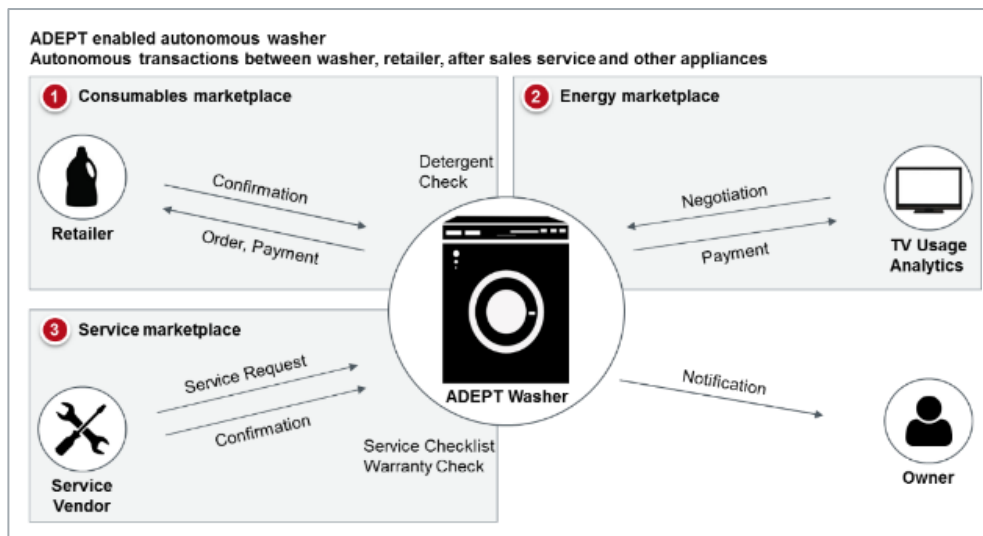 ADEPT enabled autonomous washer
Autonomous transactions between washer, retailer, after sales service and other appliances
1 Consumables marketplace
Retailer
Confirmation
Order, Payment
Detergent
Check
2 Energy marketplace
Negotiation
Payment
TV Usage
Analytics
ADEPT Washer
3 Service marketplace
Service Request
Confirmation
Service Checklist
Warranty Check
Service
Vendor
Notification
Owner